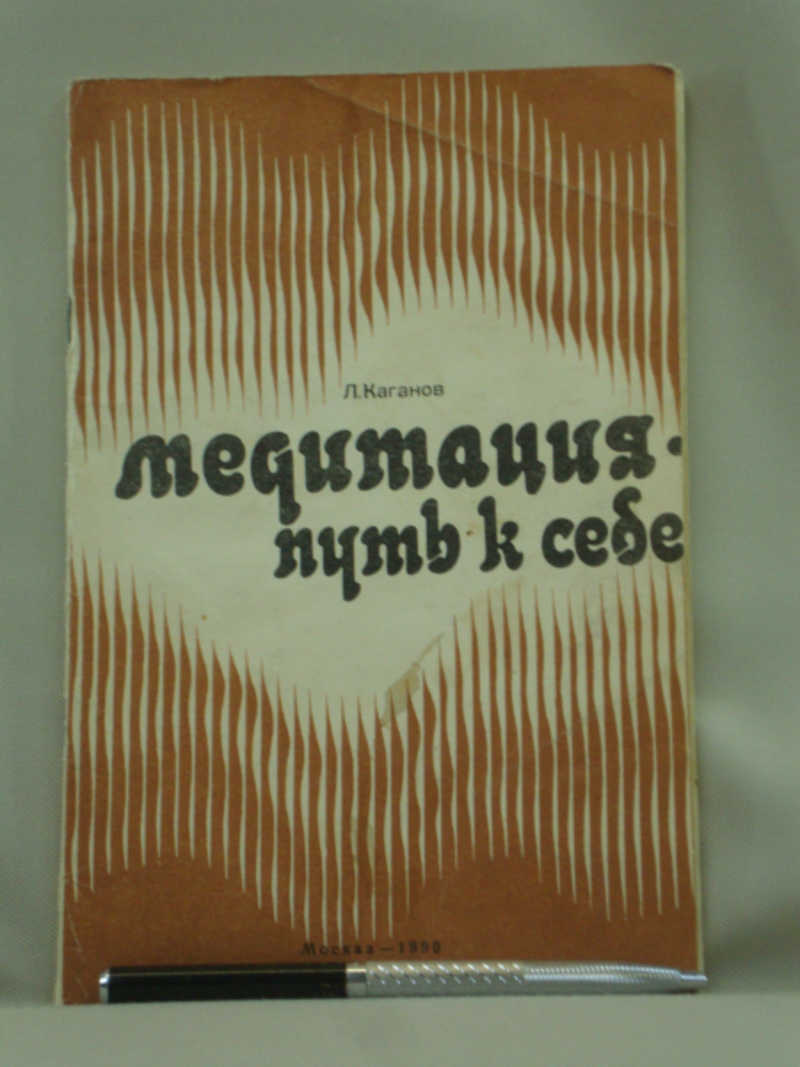 Л.Каганов
медитация·
путь к себе
Москва — 1990